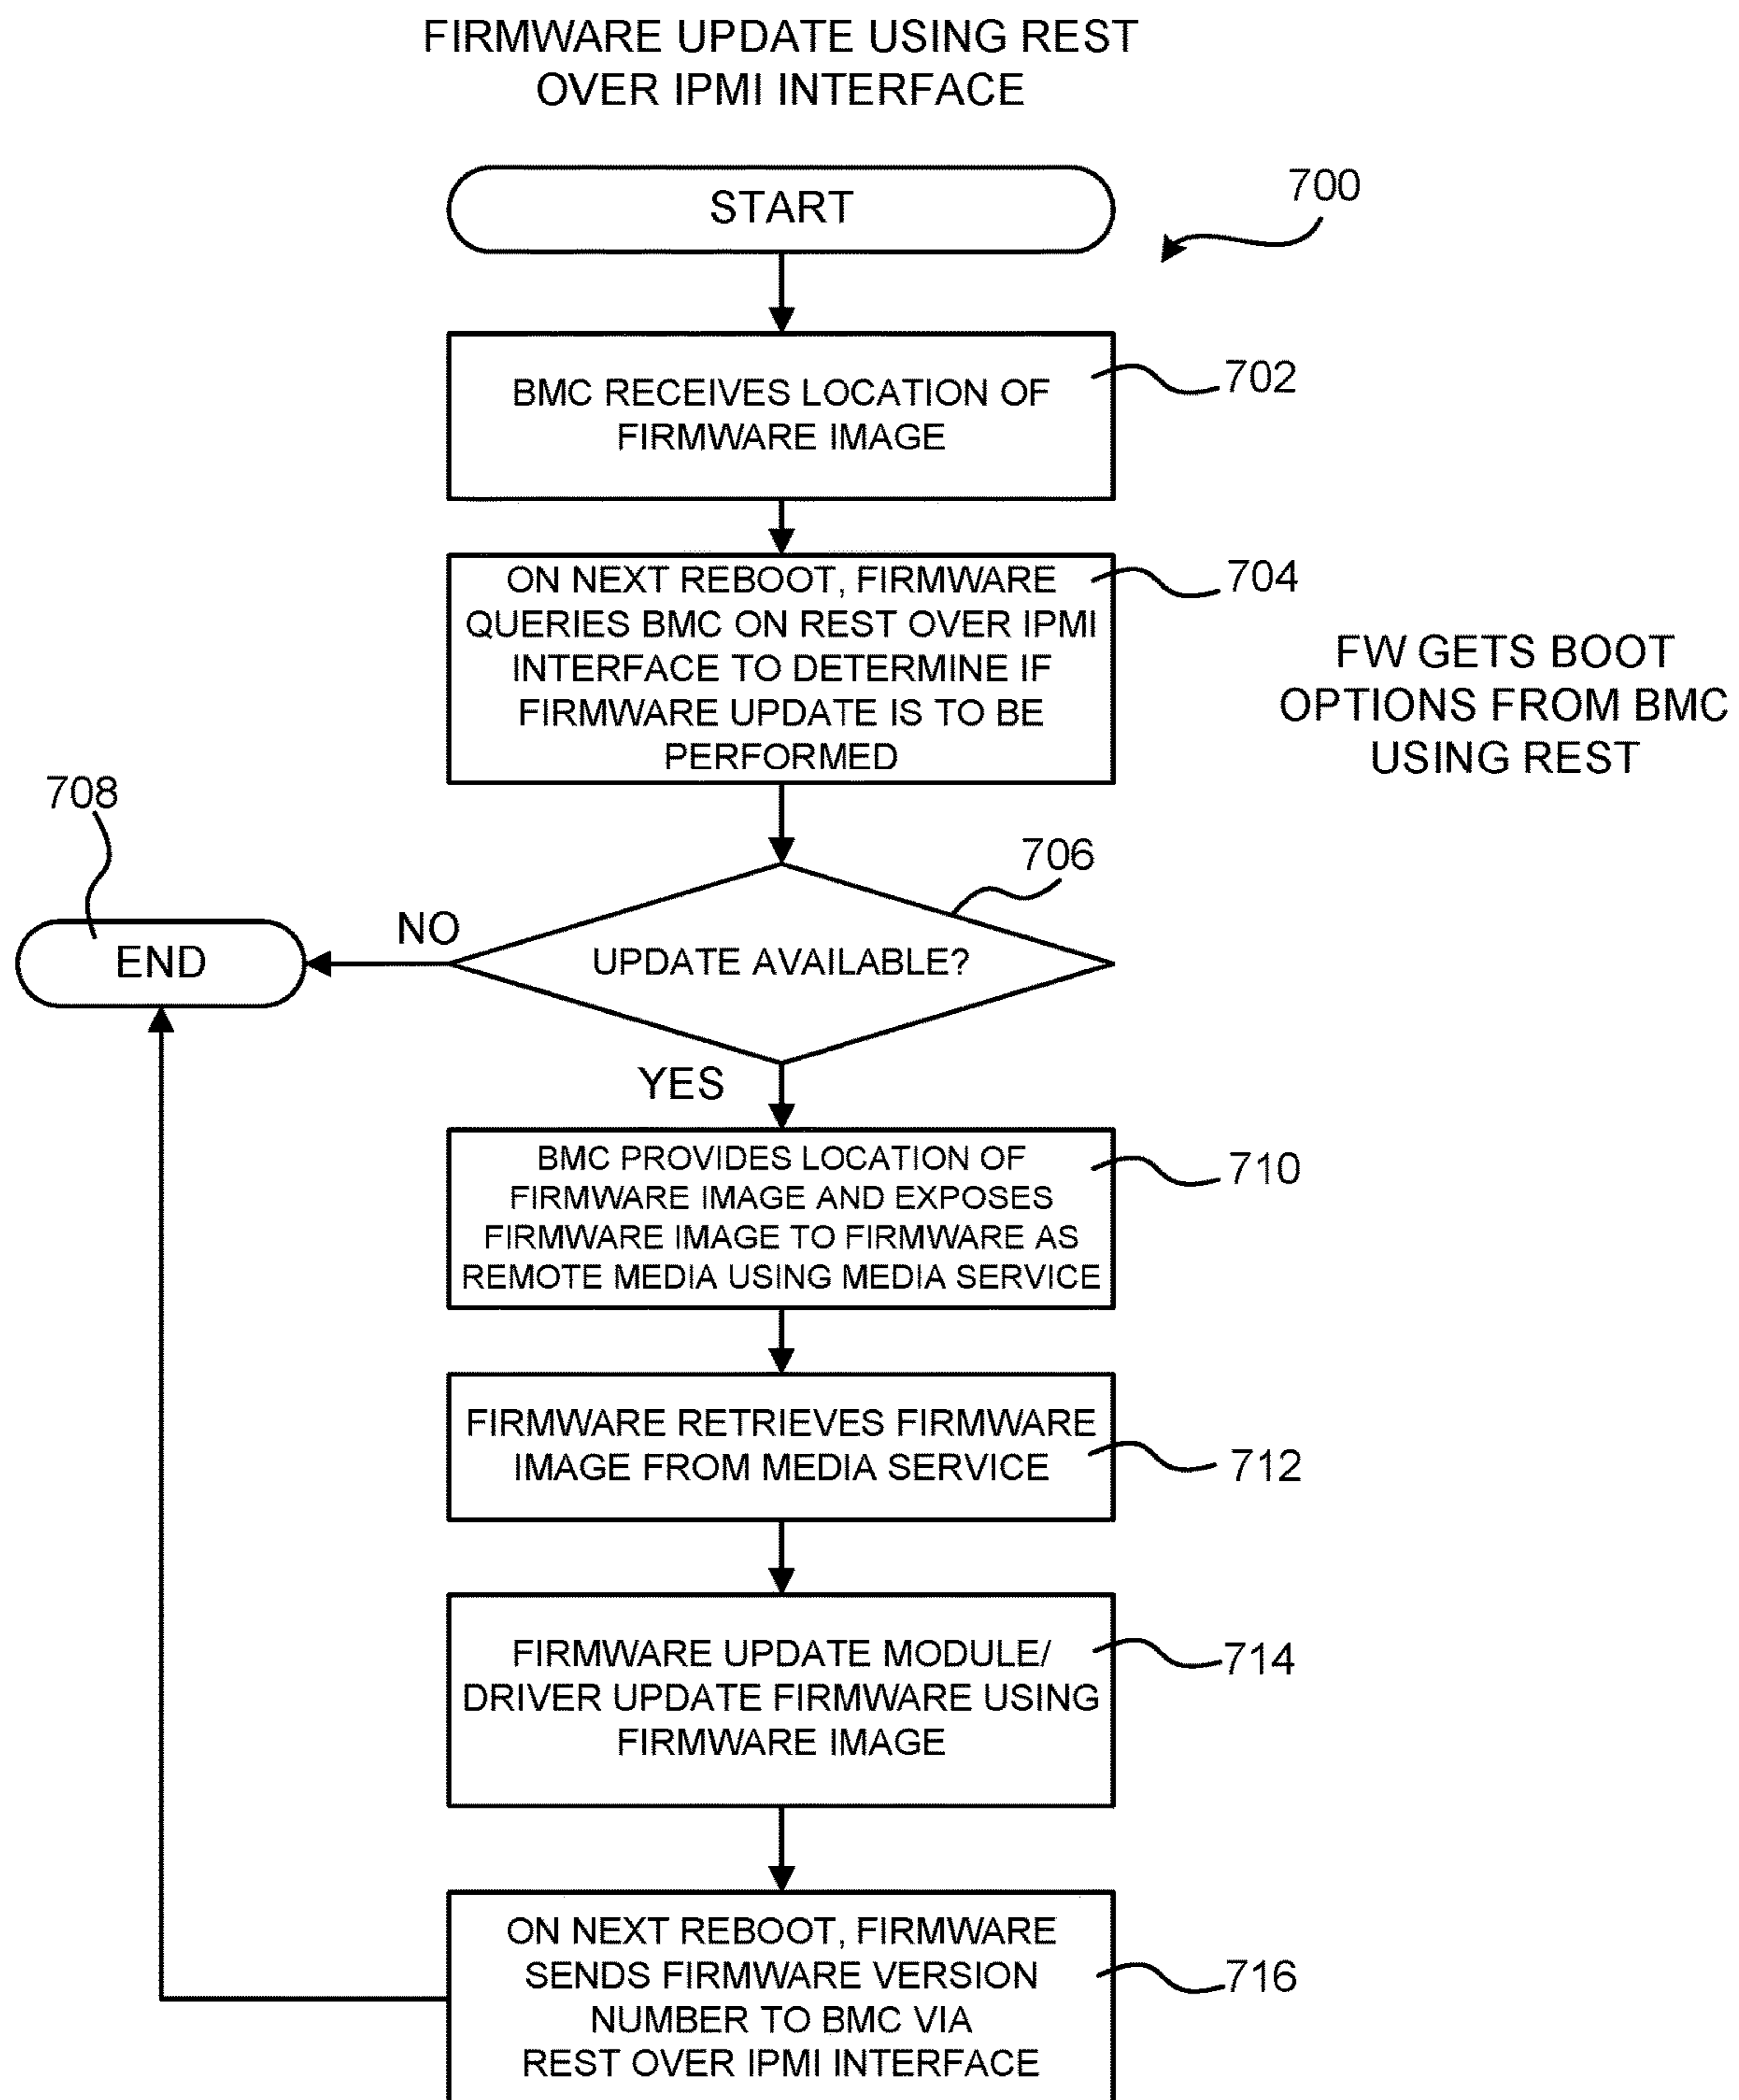 FIRMWARE UPDATE USING REST
OVER IPMI INTERFACE
START
700
BMC RECEIVES LOCATION OF
FIRMWARE IMAGE
702
ON NEXT REBOOT, FIRMWARE
QUERIES BMC ON REST OVER IPMI
INTERFACE TO DETERMINE IF
FIRMWARE UPDATE IS TO BE
PERFORMED
704
FW GETS BOOT
OPTIONS FROM BMC
USING REST
708
END
NO
706
UPDATE AVAILABLE?
YES
BMC PROVIDES LOCATION OF
FIRMWARE IMAGE AND EXPOSES
FIRMWARE IMAGE TO FIRMWARE AS
REMOTE MEDIA USING MEDIA SERVICE
710
FIRMWARE RETRIEVES FIRMWARE
IMAGE FROM MEDIA SERVICE
712
FIRMWARE UPDATE MODULE/
DRIVER UPDATE FIRMWARE USING
FIRMWARE IMAGE
714
ON NEXT REBOOT, FIRMWARE
SENDS FIRMWARE VERSION
NUMBER TO BMC VIA
REST OVER IPMI INTERFACE
716